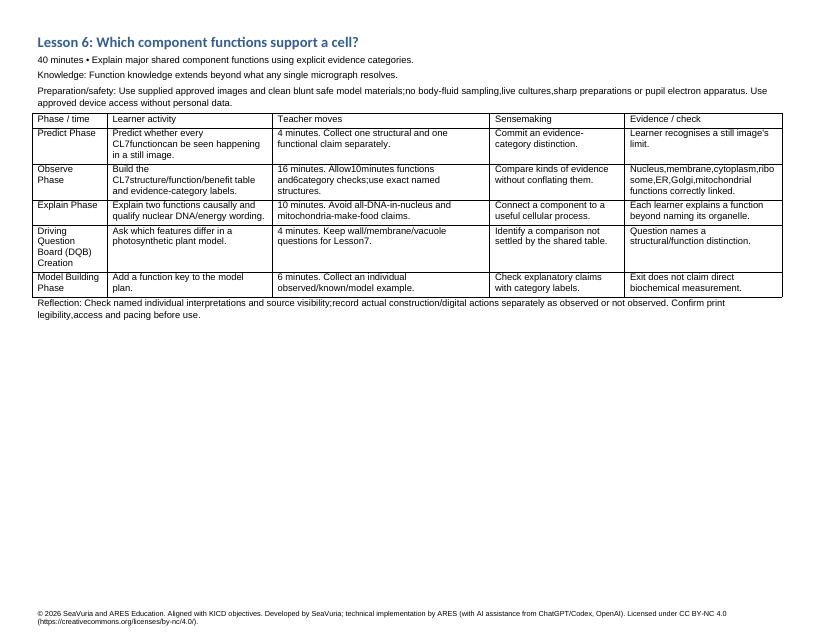 Lesson 6: Which component functions support a cell?
40 minutes • Explain major shared component functions using explicit evidence categories.
Knowledge: Function knowledge extends beyond what any single micrograph resolves.
Preparation/safety: Use supplied approved images and clean blunt safe model materials;no body-fluid sampling,live cultures,sharp preparations or pupil electron apparatus. Use
approved device access without personal data.
Phase / time
Learner activity
Teacher moves
Sensemaking
Evidence / check
Predict Phase
Predict whether every
CL7functioncan be seen happening
in a still image.
4 minutes. Collect one structural and one
functional claim separately.
Commit an evidence-
category distinction.
Learner recognises a still image's
limit.
Observe
Phase
Build the
CL7structure/function/benefit table
and evidence-category labels.
16 minutes. Allow10minutes functions
and6category checks;use exact named
structures.
Compare kinds of evidence
without conflating them.
Nucleus,membrane,cytoplasm,ribo
some,ER,Golgi,mitochondrial
functions correctly linked.
Explain Phase
Explain two functions causally and
qualify nuclear DNA/energy wording.
10 minutes. Avoid all-DNA-in-nucleus and
mitochondria-make-food claims.
Connect a component to a
useful cellular process.
Each learner explains a function
beyond naming its organelle.
Driving
Question
Board (DQB)
Creation
Ask which features differ in a
photosynthetic plant model.
4 minutes. Keep wall/membrane/vacuole
questions for Lesson7.
Identify a comparison not
settled by the shared table.
Question names a
structural/function distinction.
Model Building
Phase
Add a function key to the model
plan.
6 minutes. Collect an individual
observed/known/model example.
Check explanatory claims
with category labels.
Exit does not claim direct
biochemical measurement.
Reflection: Check named individual interpretations and source visibility;record actual construction/digital actions separately as observed or not observed. Confirm print
legibility,access and pacing before use.
© 2026 SeaVuria and ARES Education. Aligned with KICD objectives. Developed by SeaVuria; technical implementation by ARES (with AI assistance from ChatGPT/Codex, OpenAI). Licensed under CC BY-NC 4.0
(https://creativecommons.org/licenses/by-nc/4.0/).